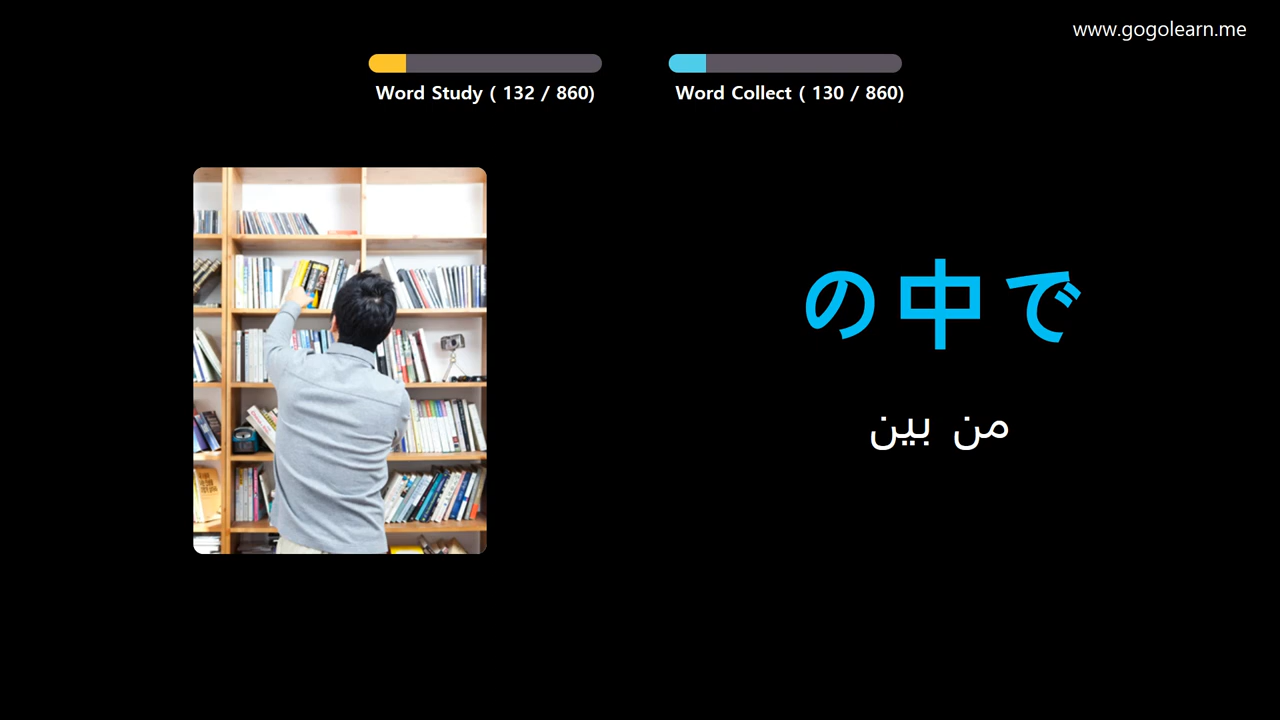 www.gogolearn.me
Word Study ( 132 / 860)
Word Collect ( 130 / 860)
の中で
من بين